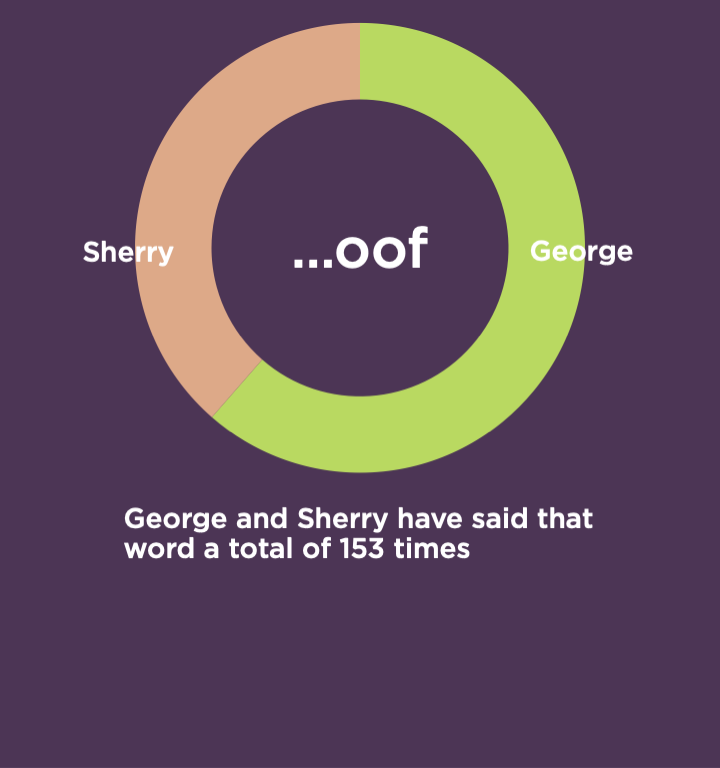 Sherry
...oof
George
George and Sherry have said that
word a total of 153 times